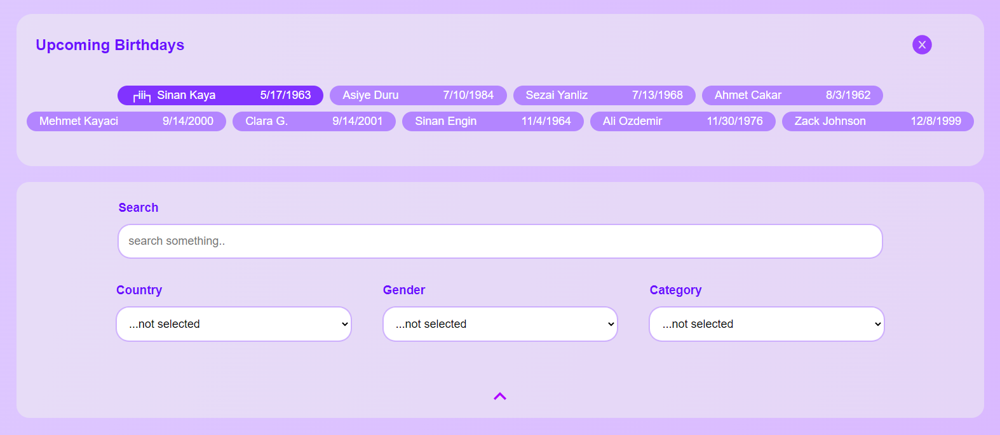 Upcoming Birthdays X
┌iii┐ Sinan Kaya 5/17/1963 Asiye Duru 7/10/1984 Sezai Yanliz 7/13/1968 Ahmet Cakar 8/3/1962
Mehmet Kayaci 9/14/2000 Clara G. 9/14/2001 Sinan Engin 11/4/1964 Ali Ozdemir 11/30/1976 Zack Johnson 12/8/1999
Search
search something..
Country Gender Category
...not selected ...not selected ...not selected